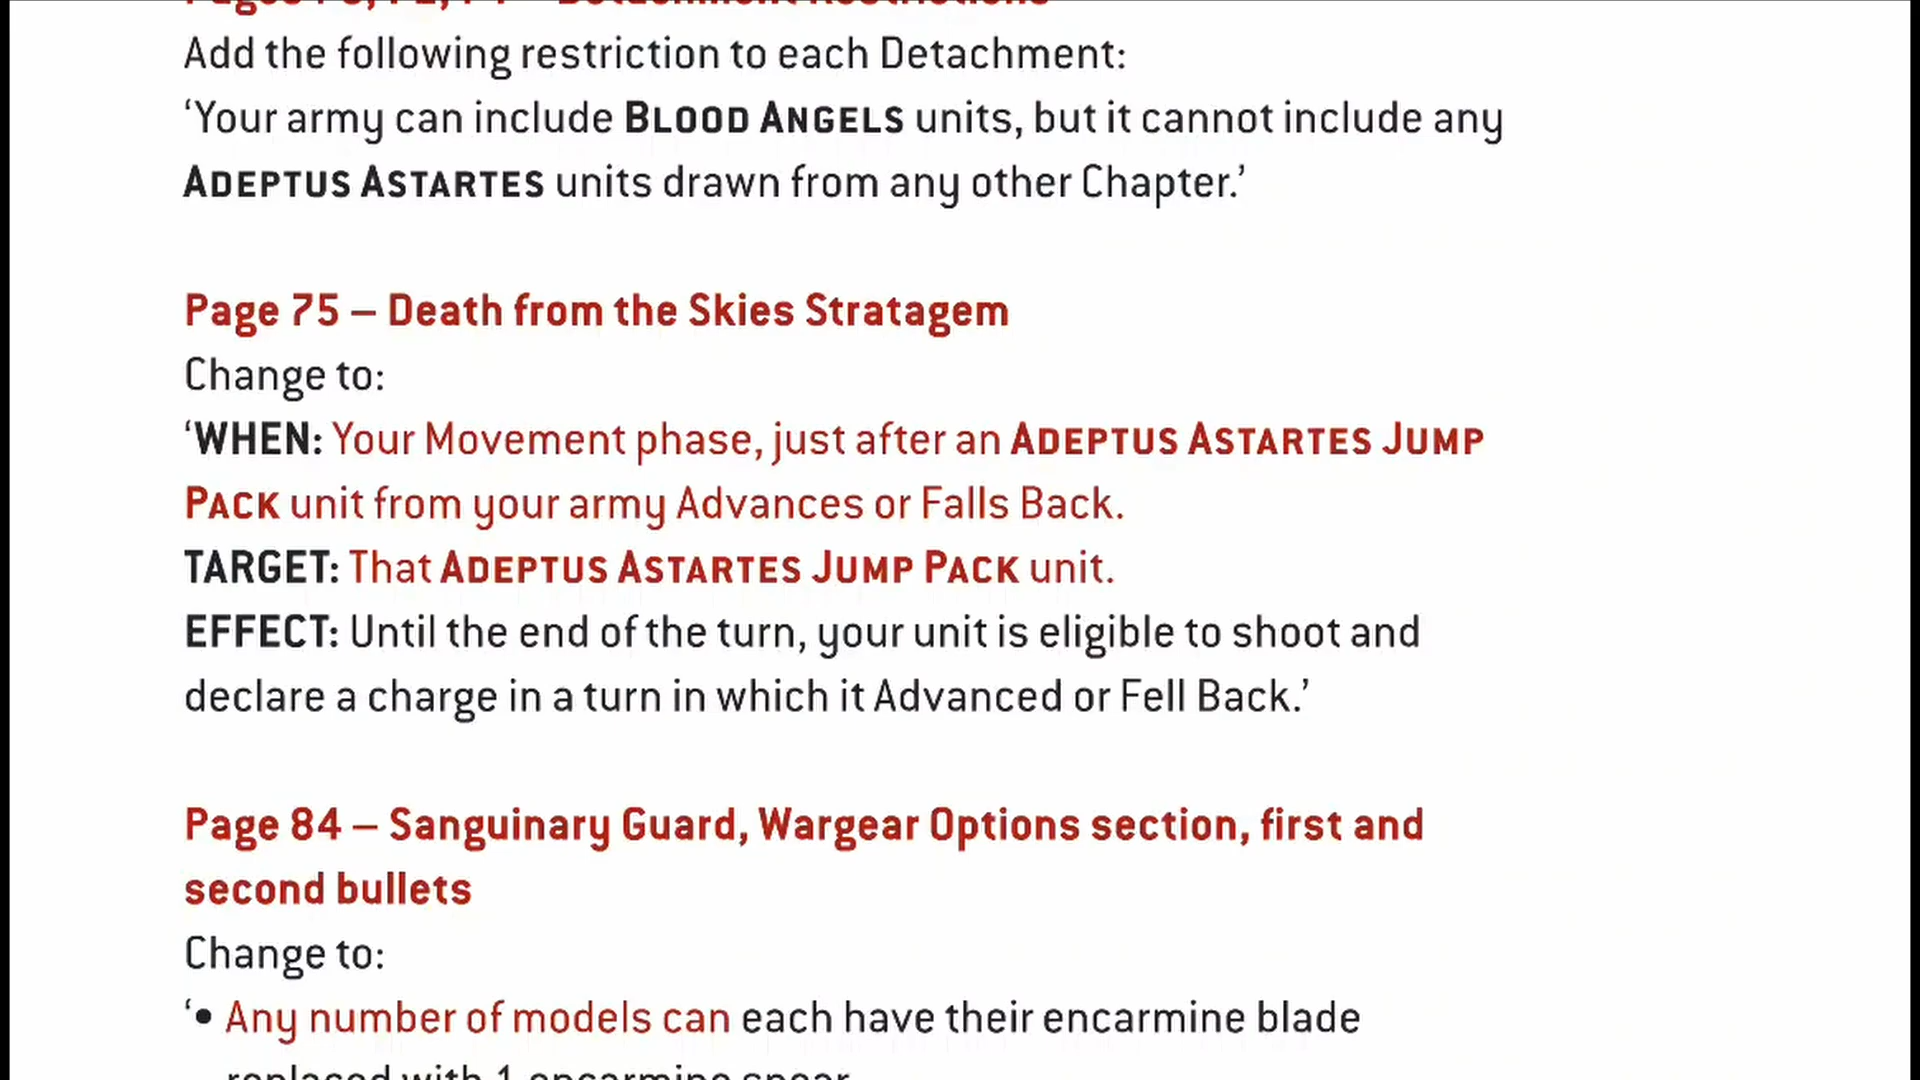 Add the following restriction to each Detachment:
‘Your army can include BLOOD ANGELS units, but it cannot include any
ADEPTUS ASTARTES units drawn from any other Chapter.’
Page 75 – Death from the Skies Stratagem
Change to:
‘WHEN: Your Movement phase, just after an ADEPTUS ASTARTES JUMP
PACK unit from your army Advances or Falls Back.
TARGET: That ADEPTUS ASTARTES JUMP PACK unit.
EFFECT: Until the end of the turn, your unit is eligible to shoot and
declare a charge in a turn in which it Advanced or Fell Back.’
Page 84 – Sanguinary Guard, Wargear Options section, first and
second bullets
Change to:
‘• Any number of models can each have their encarmine blade
replaced with 1 encarmine spear.